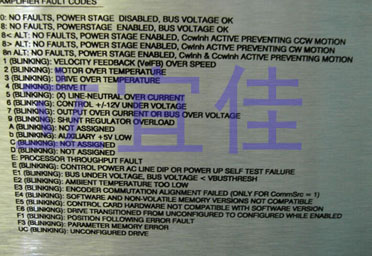 AMPLIFIER FAULT CODES
0: NO FAULTS, POWER STAGE DISABLED, BUS VOLTAGE OK
8: NO FAULTS, POWERSTAGE ENABLED, BUS VOLTAGE OK
8< ALT: NO FAULTS, POWER STAGE ENABLED, CcwInh ACTIVE PREVENTING CCW MOTION
8> ALT: NO FAULTS, POWER STAGE ENABLED, CwInh ACTIVE PREVENTING CW MOTION
8n ALT: NO FAULTS, POWER STAGE ENABLED, CwInh & CcwInh ACTIVE PREVENTING MOTION
1 (BLINKING): VELOCITY FEEDBACK (VelFB) OVER SPEED
2 (BLINKING): MOTOR OVER TEMPERATURE
3 (BLINKING): DRIVE OVER TEMPERATURE
4 (BLINKING): DRIVE IT
5 (BLINKING): LINE-NEUTRAL OVER CURRENT
6 (BLINKING): CONTROL +/-12V UNDER VOLTAGE
7 (BLINKING): OUTPUT OVER CURRENT OR BUS OVER VOLTAGE
9 (BLINKING): SHUNT REGULATOR OVERLOAD
A (BLINKING): NOT ASSIGNED
b (BLINKING): AUXILIARY +5V LOW
C (BLINKING): NOT ASSIGNED
D (BLINKING): NOT ASSIGNED
E: PROCESSOR THROUGHPUT FAULT
E (BLINKING): CONTROL POWER AC LINE DIP OR POWER UP SELF TEST FAILURE
E1 (BLINKING): BUS UNDER VOLTAGE, BUS VOLTAGE < VBUSTHRESH
E2 (BLINKING): AMBIENT TEMPERATURE TOO LOW
E3 (BLINKING): ENCODER COMMUTATION ALIGNMENT FAILED (ONLY FOR CommSrc = 1)
E4 (BLINKING): SOFTWARE AND NON-VOLATILE MEMORY VERSIONS NOT COMPATIBLE
E5 (BLINKING): CONTROL CARD HARDWARE NOT COMPATIBLE WITH SOFTWARE VERSION
E6 (BLINKING): DRIVE TRANSITIONED FROM UNCONFIGURED TO CONFIGURED WHILE ENABLED
F1 (BLINKING): POSITION FOLLOWING ERROR FAULT
F3 (BLINKING): PARAMETER MEMORY ERROR
UC (BLINKING): UNCONFIGURED DRIVE
宜佳